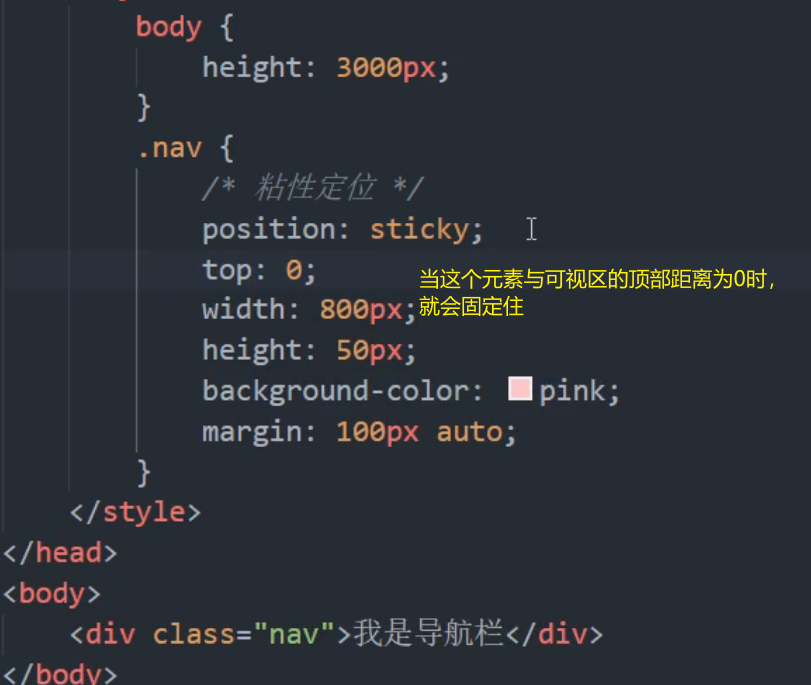 body {
height: 3000px;
}
.nav {
/* 粘性定位 */
position: sticky;
top: 0;
当这个元素与可视区的顶部距离为0时，
width: 800px;
就会固定住
height: 50px;
background-color: pink;
margin: 100px auto;
}
</style>
</head>
<body>
<div class="nav">我是导航栏</div>
</body>